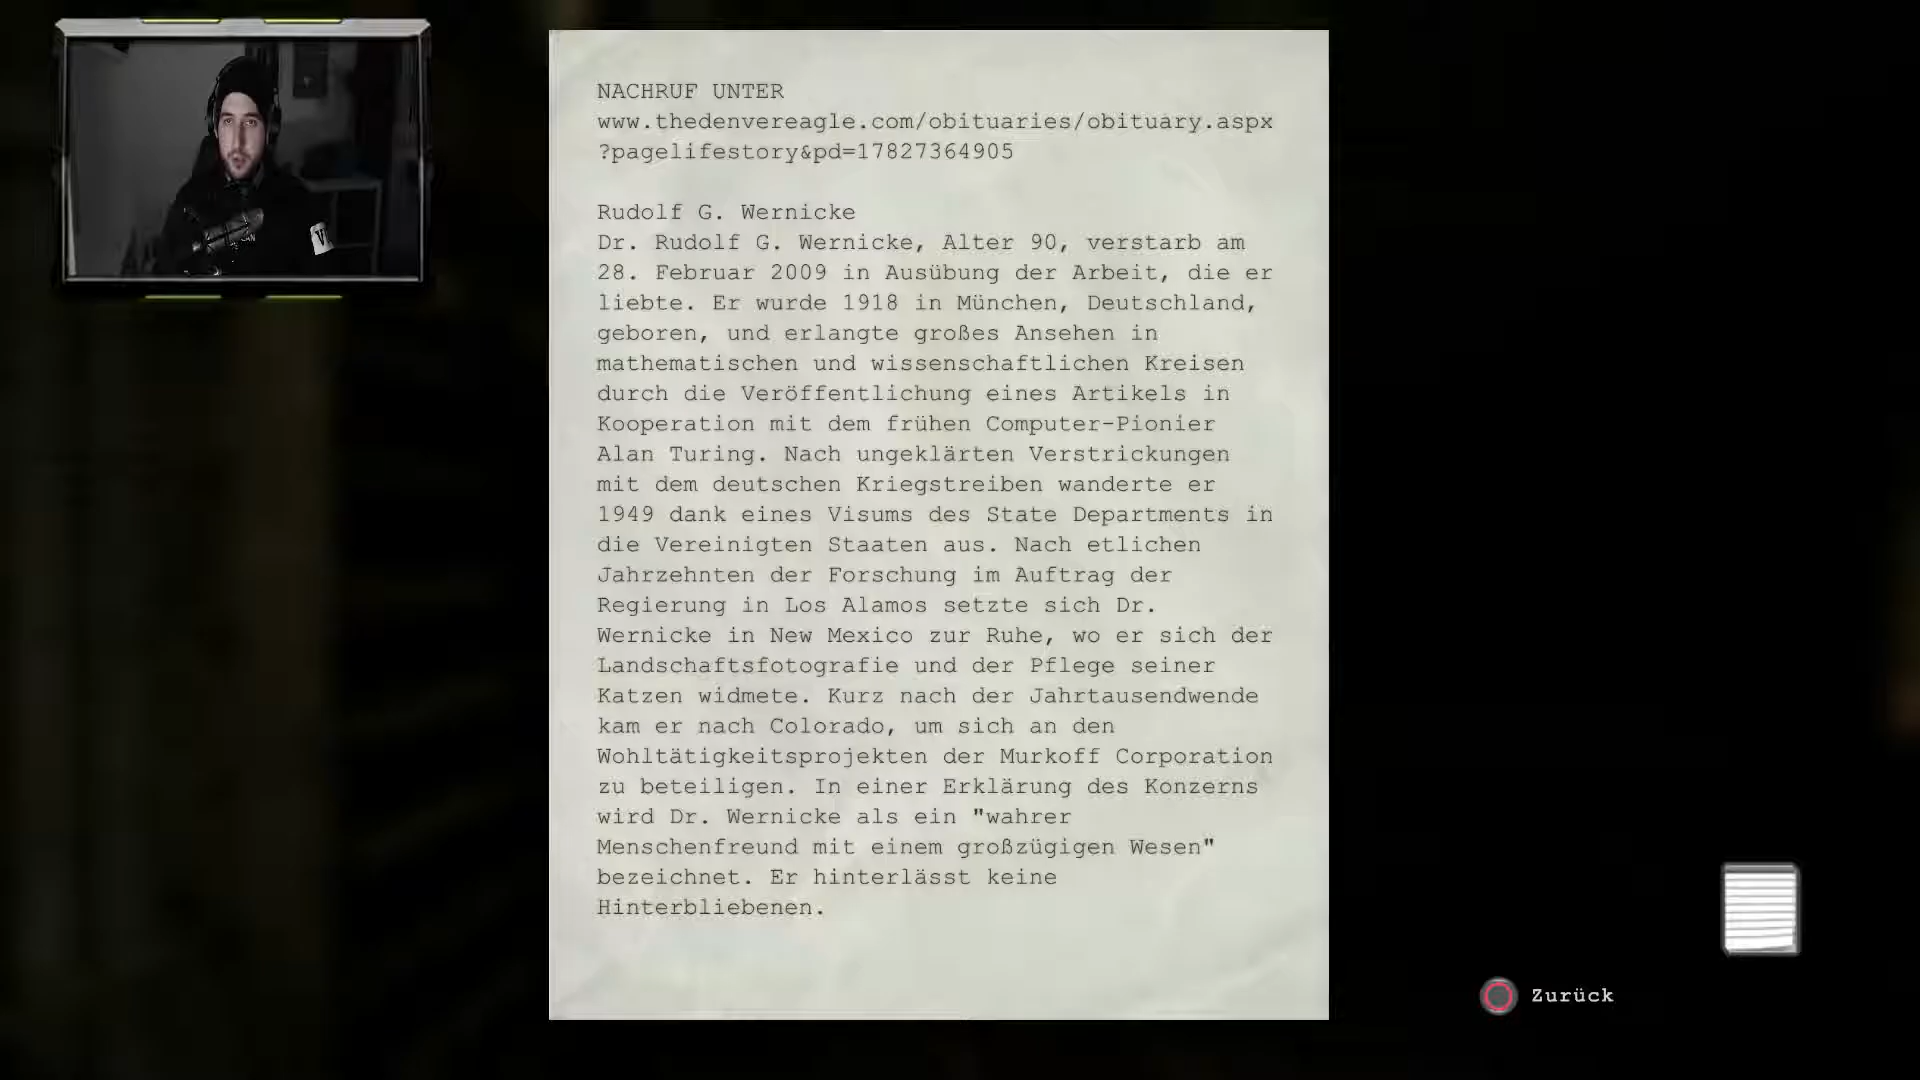 NACHRUF UNTER
www.thedenvereagle.com/obituaries/obituary.aspx
?pagelifestory&pd=17827364905
Rudolf G. Wernicke
Dr. Rudolf G. Wernicke, Alter 90, verstarb am
28. Februar 2009 in Ausübung der Arbeit, die er
liebte. Er wurde 1918 in München, Deutschland,
geboren, und erlangte großes Ansehen in
mathematischen und wissenschaftlichen Kreisen
durch die Veröffentlichung eines Artikels in
Kooperation mit dem frühen Computer-Pionier
Alan Turing. Nach ungeklärten Verstrickungen
mit dem deutschen Kriegstreiben wanderte er
1949 dank eines Visums des State Departments in
die Vereinigten Staaten aus. Nach etlichen
Jahrzehnten der Forschung im Auftrag der
Regierung in Los Alamos setzte sich Dr.
Wernicke in New Mexico zur Ruhe, wo er sich der
Landschaftsfotografie und der Pflege seiner
Katzen widmete. Kurz nach der Jahrtausendwende
kam er nach Colorado, um sich an den
Wohltätigkeitsprojekten der Murkoff Corporation
zu beteiligen. In einer Erklärung des Konzerns
wird Dr. Wernicke als ein "wahrer
Menschenfreund mit einem großzügigen Wesen"
bezeichnet. Er hinterlässt keine
Hinterbliebenen.
Zurück